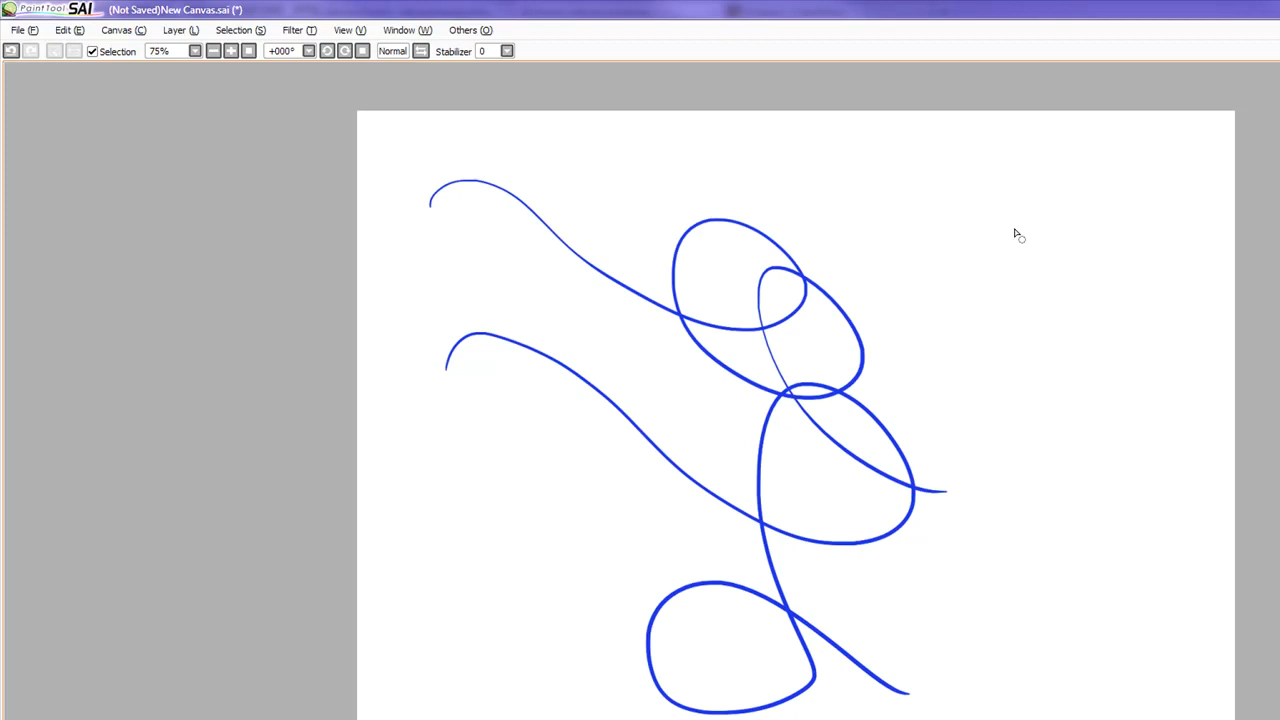 PaintTool SAI (Not Saved)New Canvas.sai (*)
File (F) Edit (E) Canvas (C) Layer (L) Selection (S) Filter (T) View (V) Window (W) Others (O)
Selection 75% +000° Normal Stabilizer 0